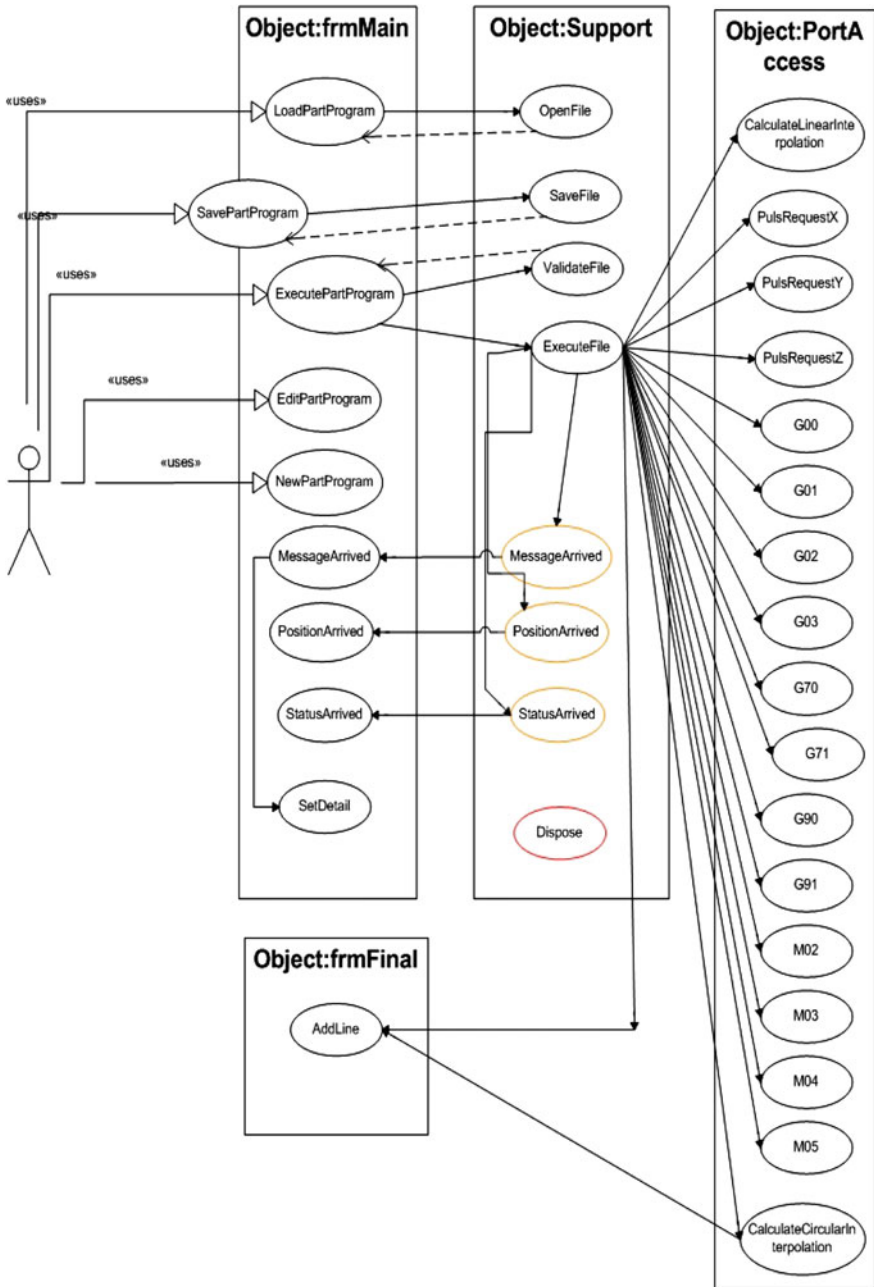 Object:frmMain
Object:Support
Object:PortA
ccess
«uses»
LoadPartProgram
OpenFile
CalculateLinearInte
rpolation
«uses»
SavePartProgram
SaveFile
PulsRequestX
«uses»
ExecutePartProgram
ValidateFile
PulsRequestY
ExecuteFile
PulsRequestZ
«uses»
EditPartProgram
G00
«uses»
NewPartProgram
G01
MessageArrived
MessageArrived
G02
PositionArrived
PositionArrived
G03
G70
StatusArrived
StatusArrived
G71
SetDetail
Dispose
G90
G91
M02
Object:frmFinal
AddLine
M03
M04
M05
CalculateCircularIn
terpolation